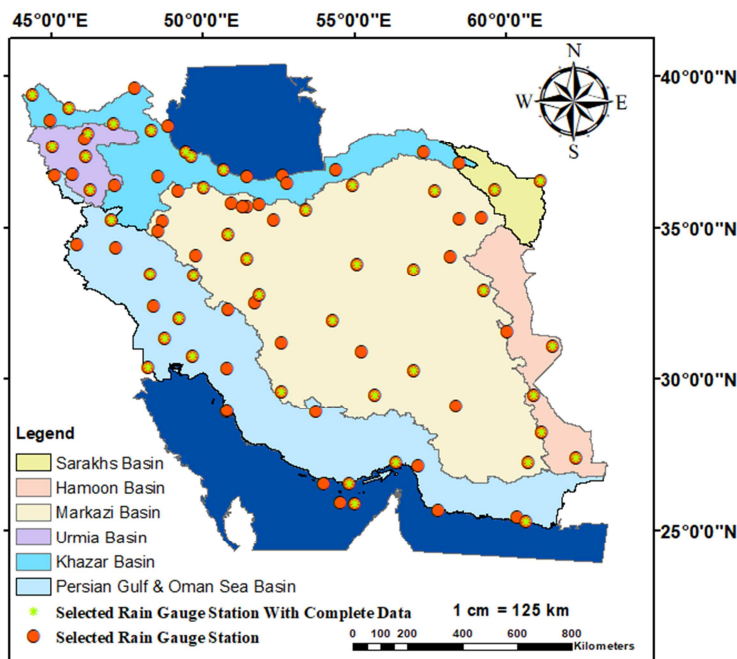 45°0'0"E 50°0'0"E 55°0'0"E 60°0'0"E
N
W E
S
40°0'0"N
35°0'0"N
30°0'0"N
25°0'0"N
Legend
Sarakhs Basin
Hamoon Basin
Markazi Basin
Urmia Basin
Khazar Basin
Persian Gulf & Oman Sea Basin
Selected Rain Gauge Station With Complete Data
Selected Rain Gauge Station
1 cm = 125 km
0 100 200 400 600 800
Kilometers